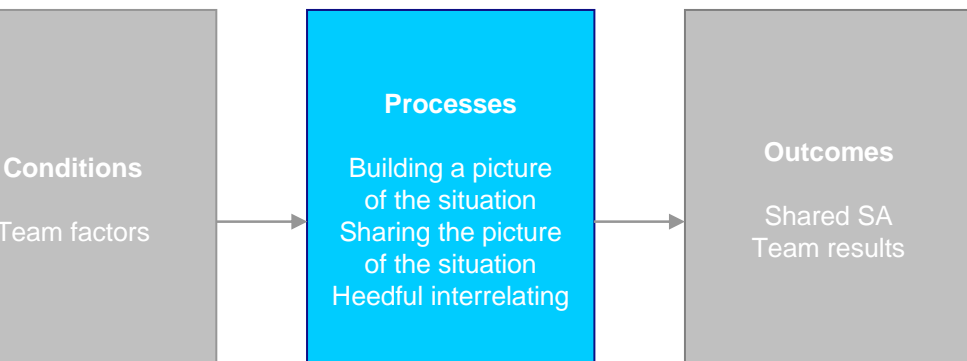 Conditions
Team factors
Processes
Building a picture
of the situation
Sharing the picture
of the situation
Heedful interrelating
Outcomes
Shared SA
Team results